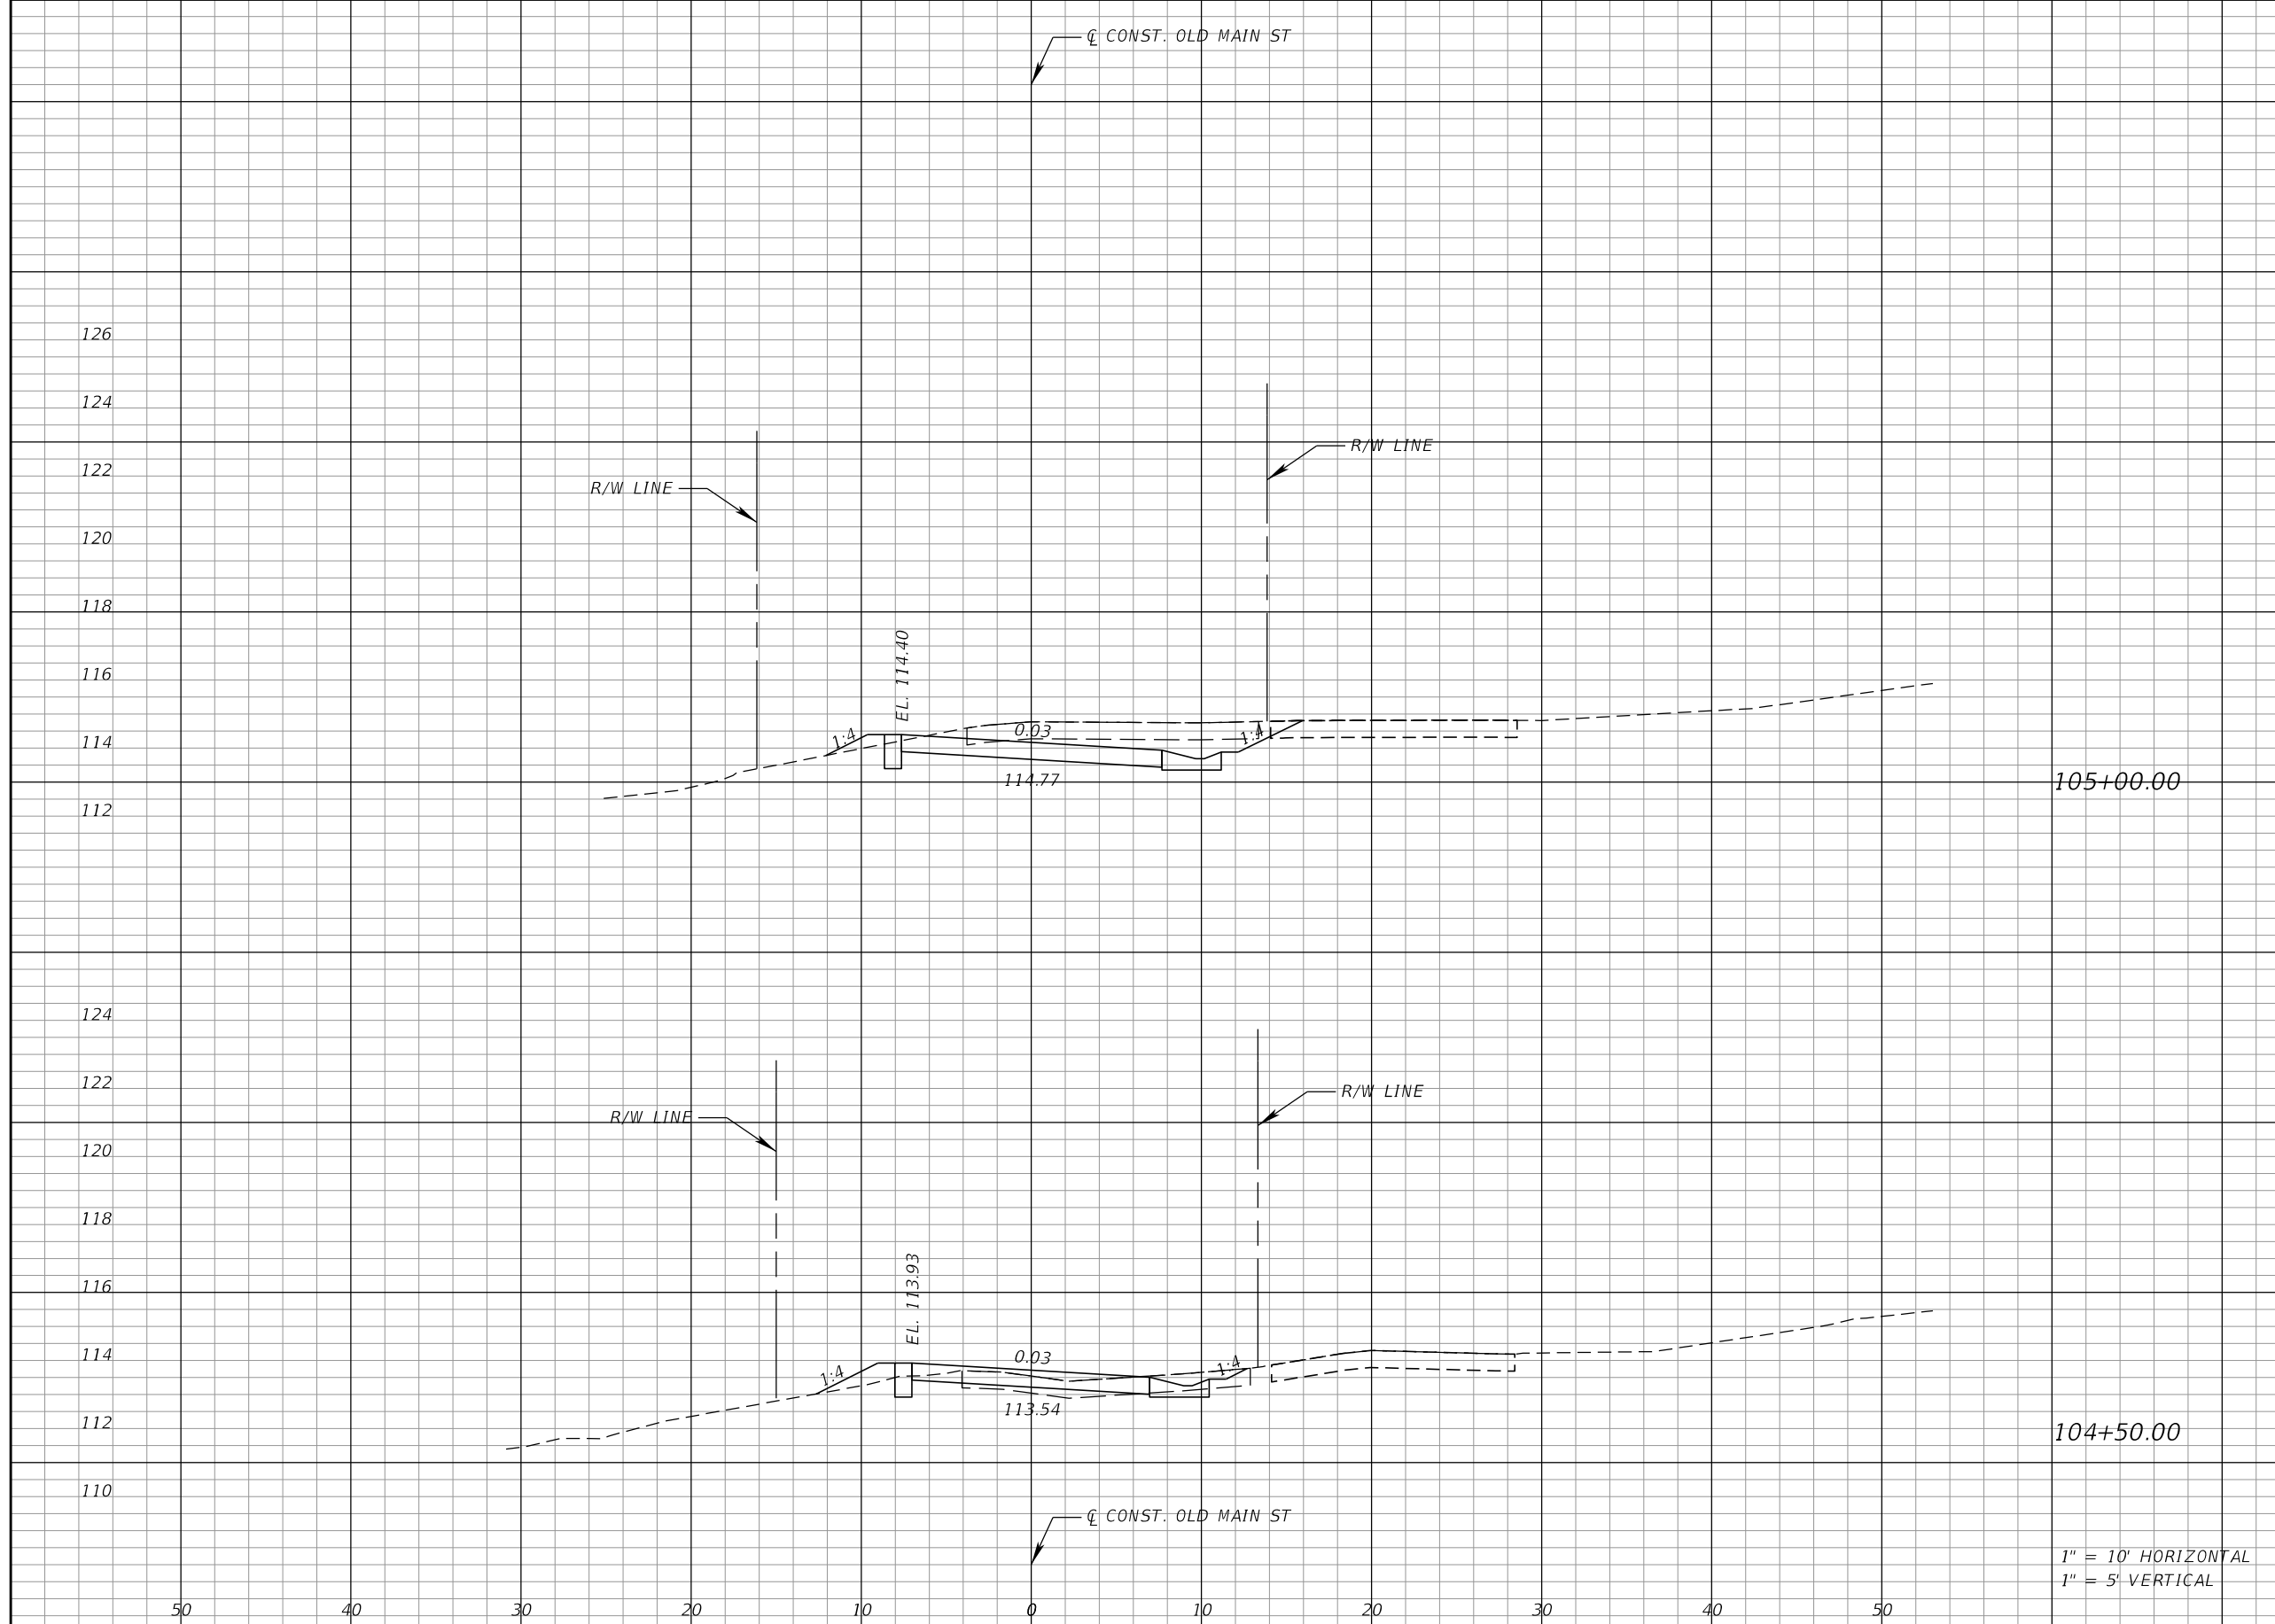 ℄ CONST. OLD MAIN ST
126
124
R/W LINE
122
R/W LINE
120
118
EL. 114.40
116
1:4
0.03
1:4
114
114.77
105+00.00
112
124
122
R/W LINE
R/W LINE
120
118
EL. 113.93
116
114
0.03
1:4
1:4
113.54
112
104+50.00
110
℄ CONST. OLD MAIN ST
1" = 10' HORIZONTAL
1" = 5' VERTICAL
50 40 30 20 10 0 10 20 30 40 50